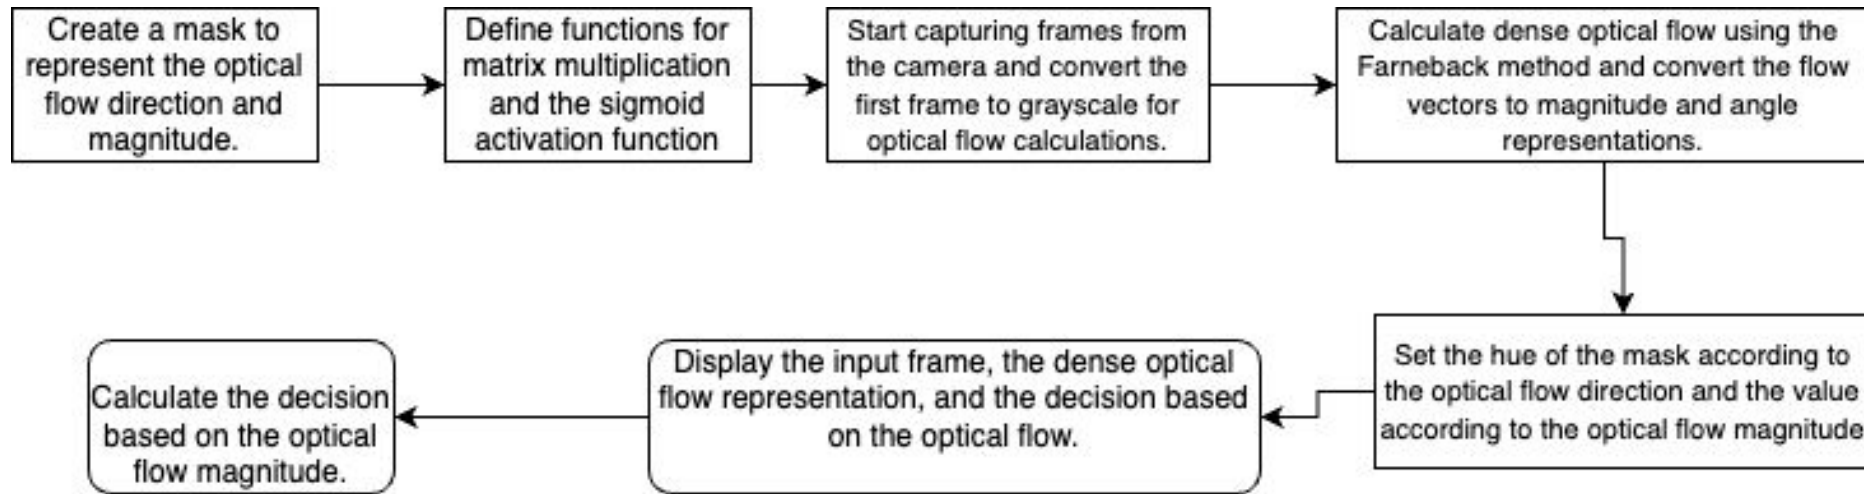 Create a mask to
represent the optical
flow direction and
magnitude.
Define functions for
matrix multiplication
and the sigmoid
activation function
Start capturing frames from
the camera and convert the
first frame to grayscale for
optical flow calculations.
Calculate dense optical flow using the
Farneback method and convert the flow
vectors to magnitude and angle
representations.
Set the hue of the mask according to
the optical flow direction and the value
according to the optical flow magnitude
Display the input frame, the dense optical
flow representation, and the decision based
on the optical flow.
Calculate the decision
based on the optical
flow magnitude.